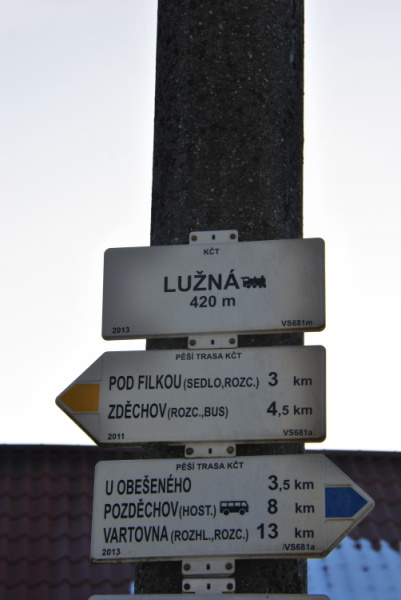 KČT
LUŽNÁ
420 m
2013 VS681m
PĚŠÍ TRASA KČT
POD FILKOU (SEDLO,ROZC.) 3 km
ZDĚCHOV (ROZC.,BUS) 4,5 km
2011 VS681a
PĚŠÍ TRASA KČT
U OBEŠENÉHO 3,5 km
POZDĚCHOV (HOST.) 8 km
VARTOVNA (ROZHL.,ROZC.) 13 km
2013 VS681a